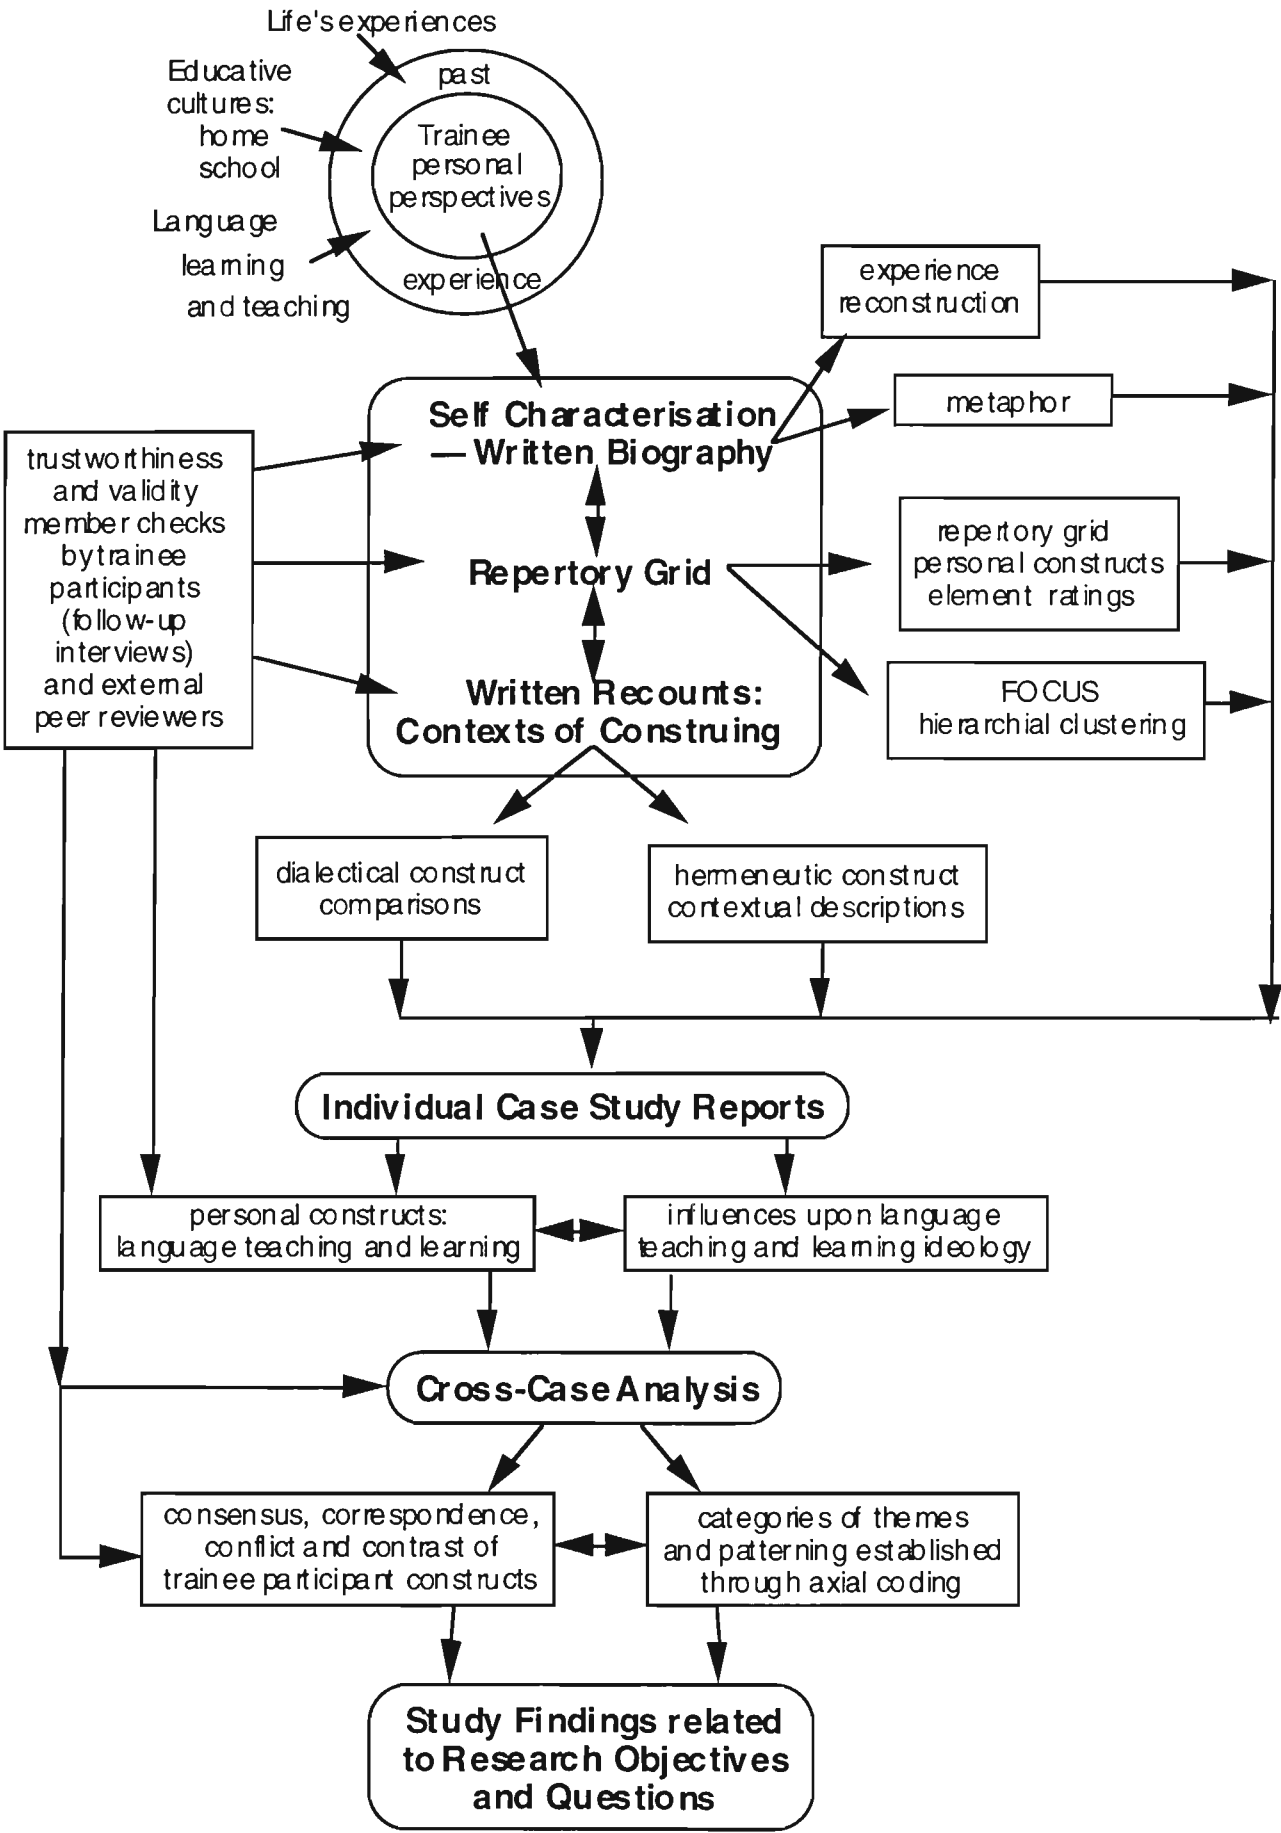 Life's experiences
Educative
cultures:
home
school
Language
learning
and teaching
past
Trainee
personal
perspectives
experience
experience
reconstruction
metaphor
repertory grid
personal constructs
element ratings
FOCUS
hierarchial clustering
Self Characterisation
— Written Biography
Repertory Grid
Written Recounts:
Contexts of Construing
trustworthiness
and validity
member checks
by trainee
participants
(follow-up
interviews)
and external
peer reviewers
dialectical construct
comparisons
hermeneutic construct
contextual descriptions
Individual Case Study Reports
personal constructs:
language teaching and learning
influences upon language
teaching and learning ideology
Cross-Case Analysis
consensus, correspondence,
conflict and contrast of
trainee participant constructs
categories of themes
and patterning established
through axial coding
Study Findings related
to Research Objectives
and Questions